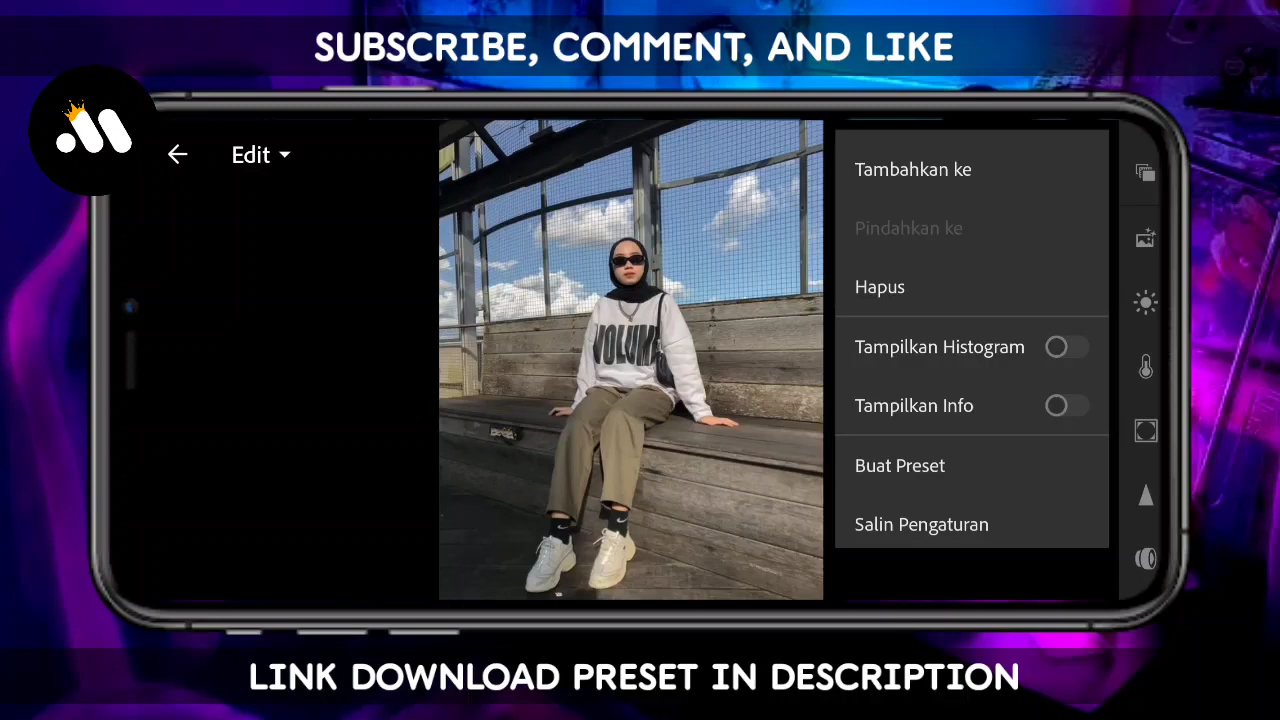 SUBSCRIBE, COMMENT, AND LIKE
Edit
Tambahkan ke
Pindahkan ke
Hapus
Tampilkan Histogram
Tampilkan Info
Buat Preset
Salin Pengaturan
VOLUM
LINK DOWNLOAD PRESET IN DESCRIPTION